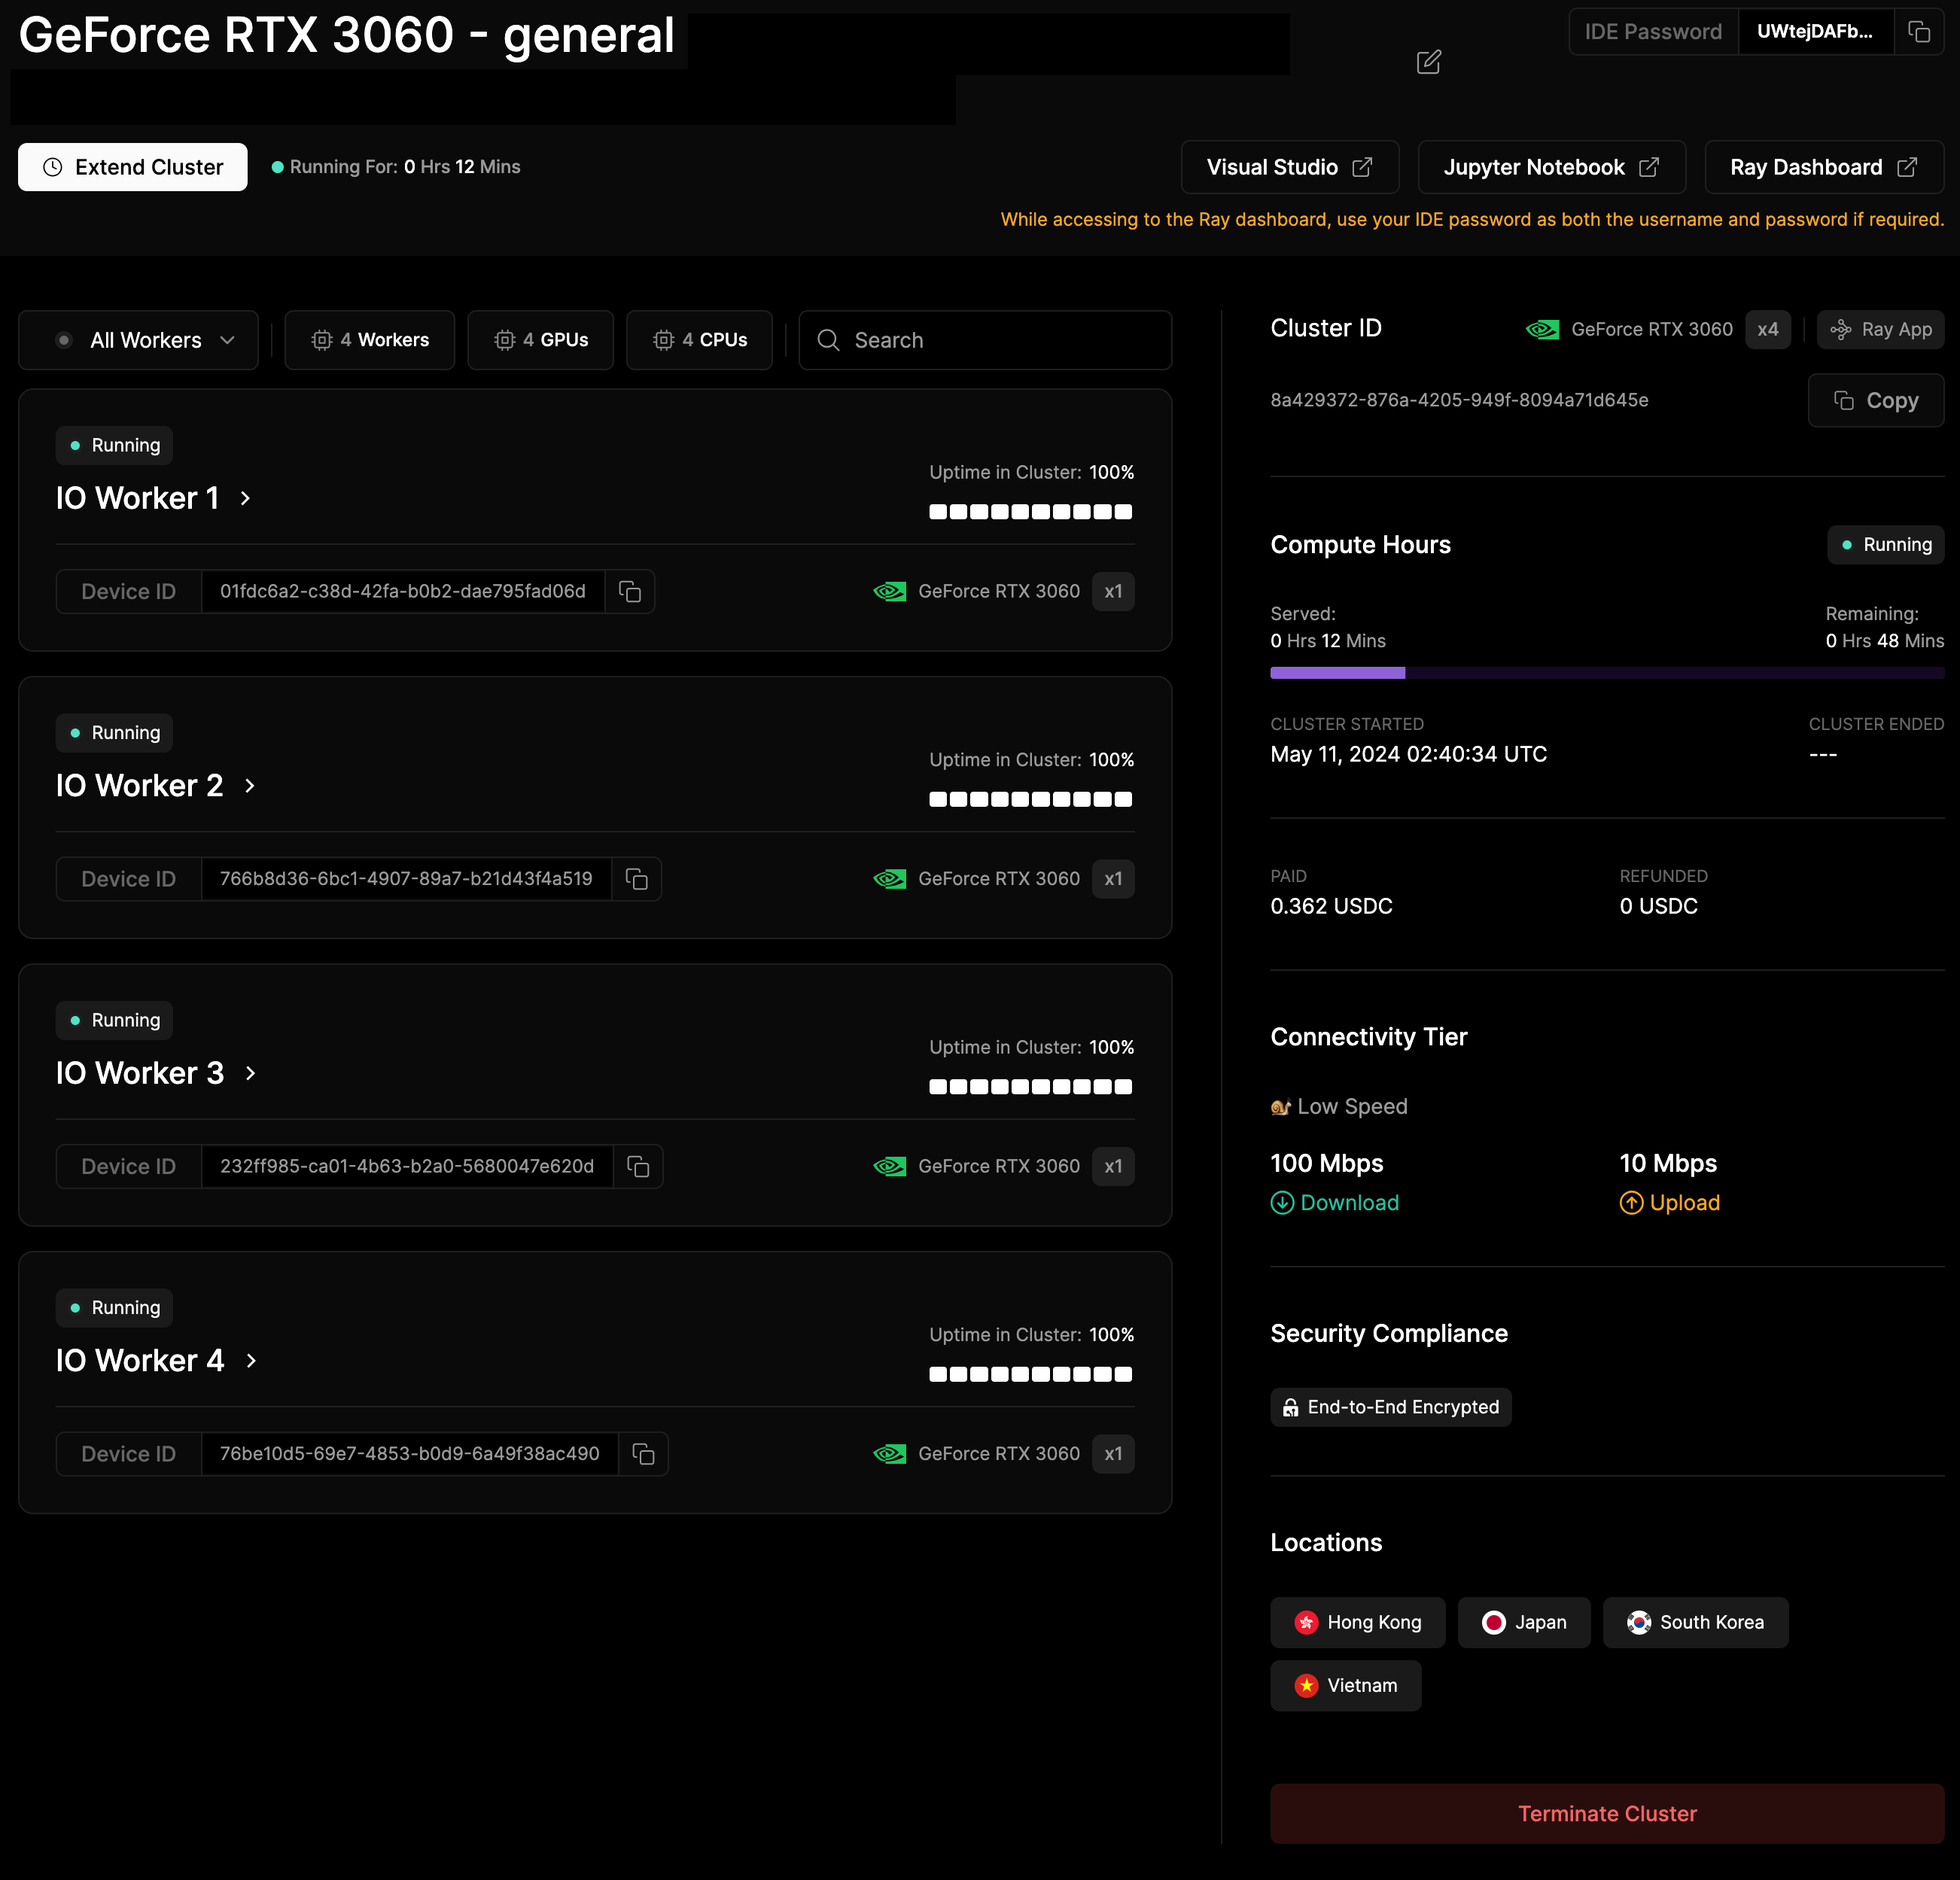 GeForce RTX 3060 - general
IDE Password UWtejDAFb...
Extend Cluster Running For: 0 Hrs 12 Mins
Visual Studio Jupyter Notebook Ray Dashboard
While accessing to the Ray dashboard, use your IDE password as both the username and password if required.
All Workers 4 Workers 4 GPUs 4 CPUs Search
Running
IO Worker 1
Uptime in Cluster: 100%
Device ID 01fdc6a2-c38d-42fa-b0b2-dae795fad06d GeForce RTX 3060 x1
Running
IO Worker 2
Uptime in Cluster: 100%
Device ID 766b8d36-6bc1-4907-89a7-b21d43f4a519 GeForce RTX 3060 x1
Running
IO Worker 3
Uptime in Cluster: 100%
Device ID 232ff985-ca01-4b63-b2a0-5680047e620d GeForce RTX 3060 x1
Running
IO Worker 4
Uptime in Cluster: 100%
Device ID 76be10d5-69e7-4853-b0d9-6a49f38ac490 GeForce RTX 3060 x1
Cluster ID GeForce RTX 3060 x4 Ray App
8a429372-876a-4205-949f-8094a71d645e Copy
Compute Hours Running
Served: Remaining:
0 Hrs 12 Mins 0 Hrs 48 Mins
CLUSTER STARTED CLUSTER ENDED
May 11, 2024 02:40:34 UTC ---
PAID REFUNDED
0.362 USDC 0 USDC
Connectivity Tier
Low Speed
100 Mbps 10 Mbps
Download Upload
Security Compliance
End-to-End Encrypted
Locations
Hong Kong Japan South Korea
Vietnam
Terminate Cluster